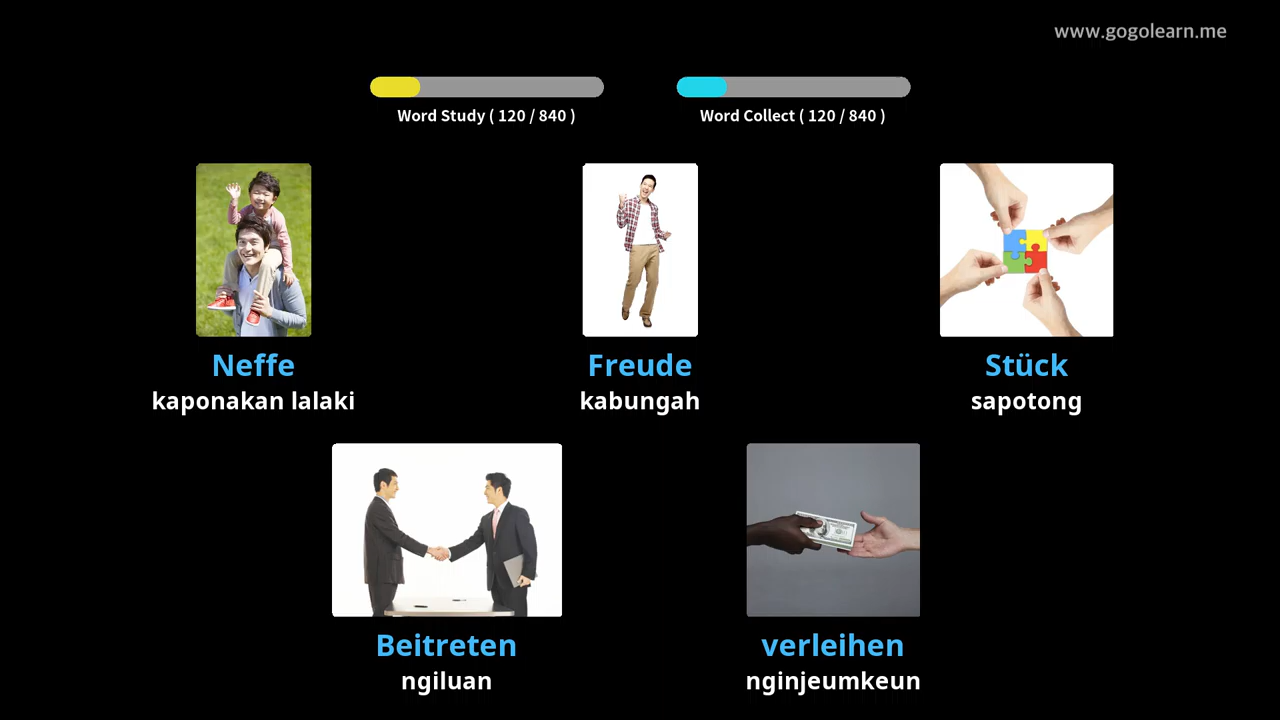 www.gogolearn.me
Word Study ( 120 / 840 )
Word Collect ( 120 / 840 )
Neffe
kaponakan lalaki
Freude
kabungah
Stück
sapotong
Beitreten
ngiluan
verleihen
nginjeumkeun